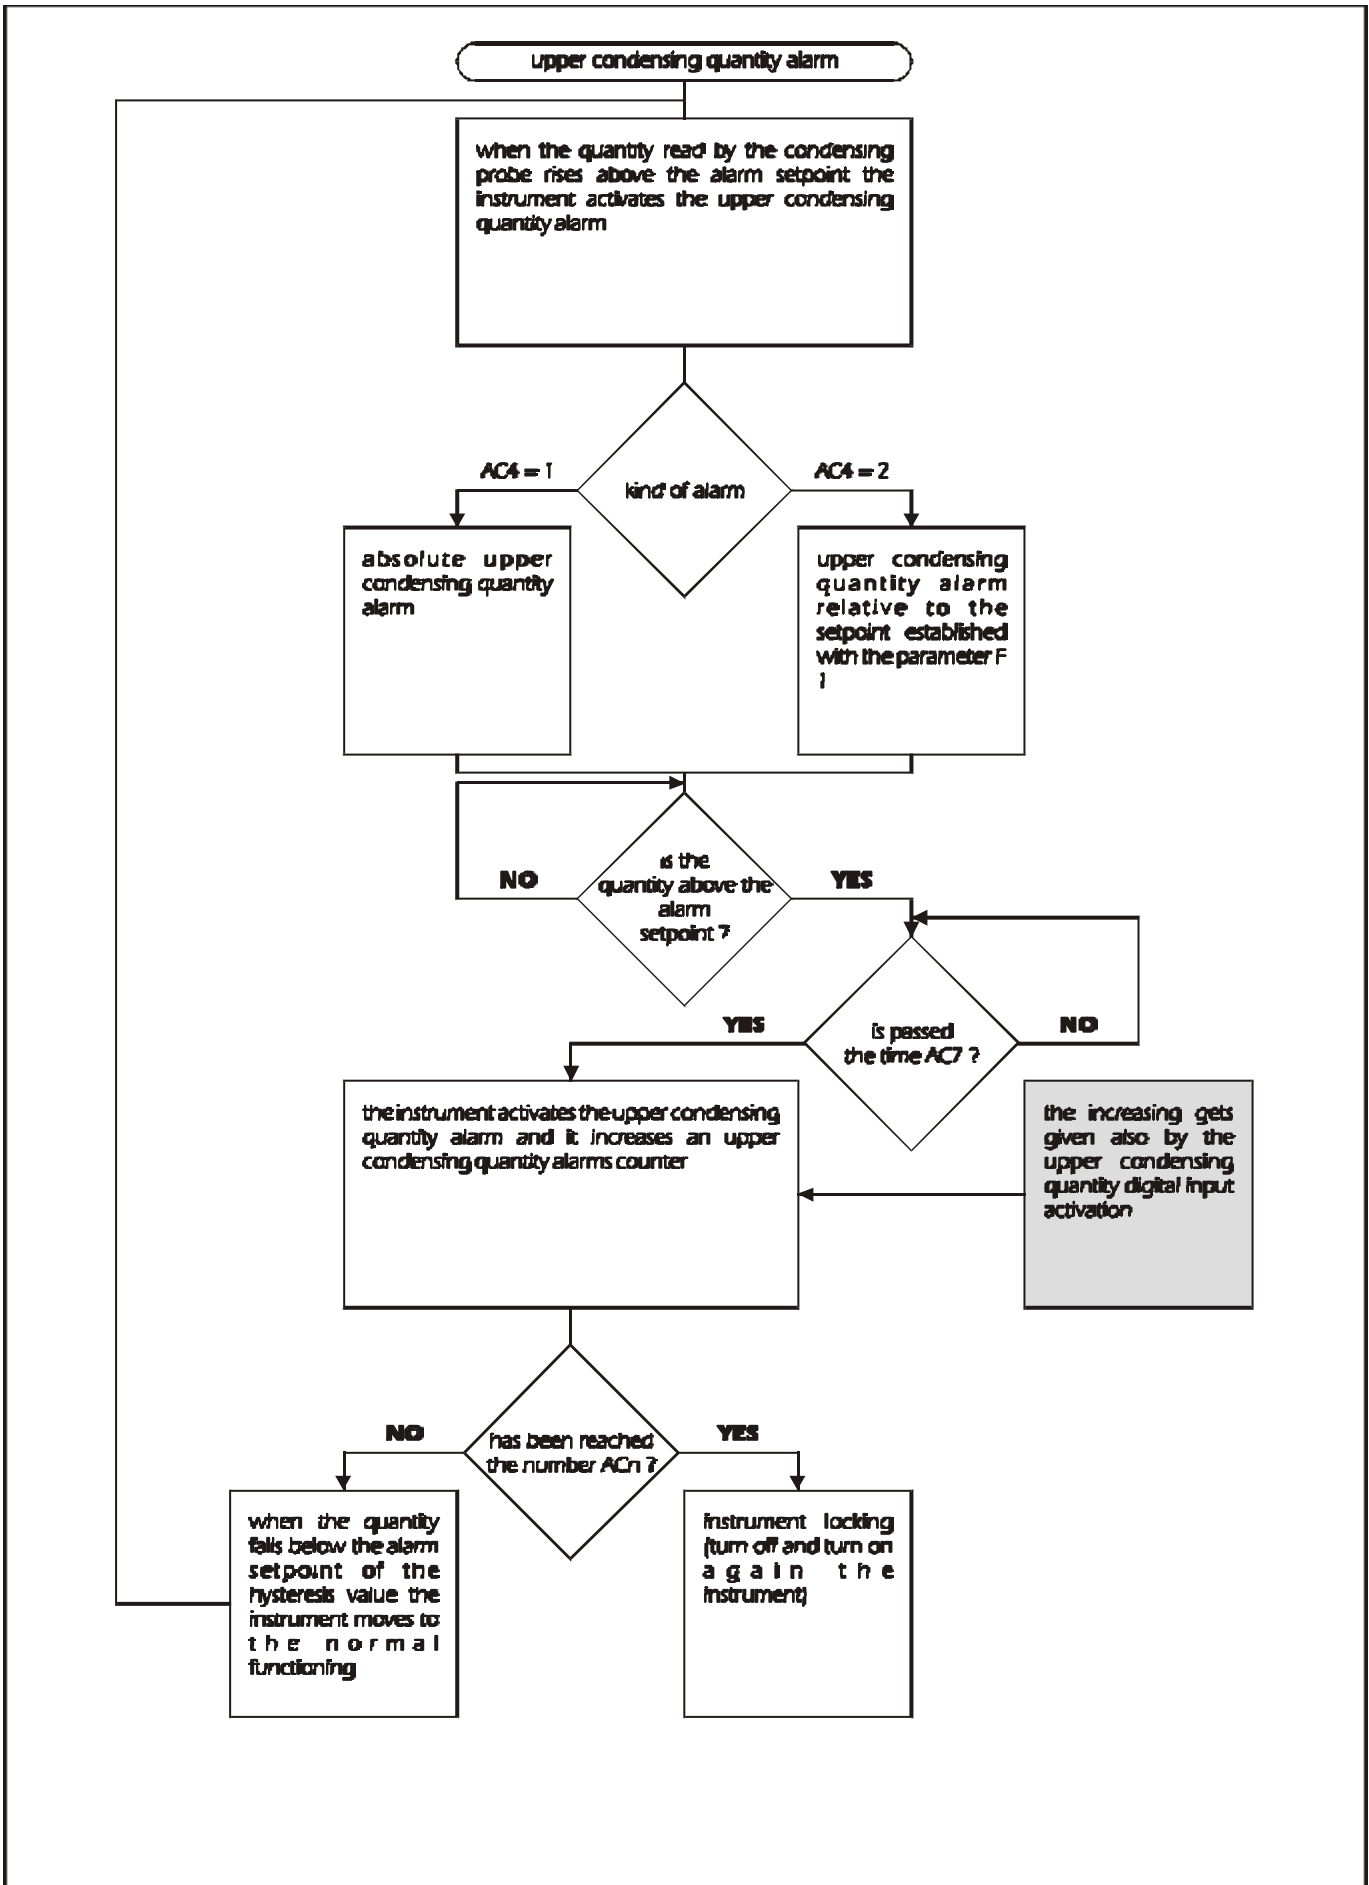 upper condensing quantity alarm
when the quantity read by the condensing
probe rises above the alarm setpoint the
instrument activates the upper condensing
quantity alarm
AC4 = 1
kind of alarm
AC4 = 2
absolute upper
condensing quantity
alarm
upper condensing
quantity alarm
relative to the
setpoint established
with the parameter F
1
is the
quantity above the
alarm
setpoint ?
NO
YES
is passed
the time AC7 ?
YES
NO
the instrument activates the upper condensing
quantity alarm and it increases an upper
condensing quantity alarms counter
the increasing gets
given also by the
upper condensing
quantity digital input
activation
has been reached
the number ACn ?
NO
YES
when the quantity
falls below the alarm
setpoint of the
hysteresis value the
instrument moves to
the normal
functioning
instrument locking
(turn off and turn on
again the
instrument)